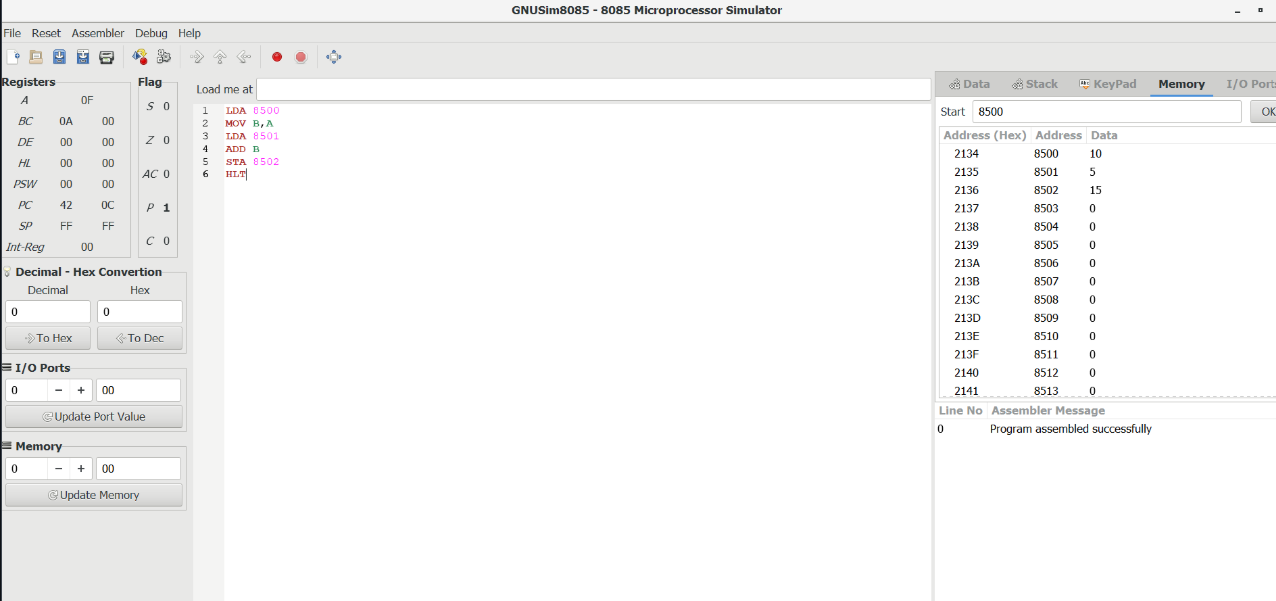 GNUSim8085 - 8085 Microprocessor Simulator
File Reset Assembler Debug Help
Registers
A 0F
BC 0A 00
DE 00 00
HL 00 00
PSW 00 00
PC 42 0C
SP FF FF
Int-Reg 00
Flag
S 0
Z 0
AC 0
P 1
C 0
Decimal - Hex Convertion
Decimal Hex
0 0
To Hex To Dec
I/O Ports
0 − + 00
Update Port Value
Memory
0 − + 00
Update Memory
Load me at
1 LDA 8500
2 MOV B,A
3 LDA 8501
4 ADD B
5 STA 8502
6 HLT
Data Stack KeyPad Memory I/O Ports
Start 8500 OK
Address (Hex) Address Data
2134 8500 10
2135 8501 5
2136 8502 15
2137 8503 0
2138 8504 0
2139 8505 0
213A 8506 0
213B 8507 0
213C 8508 0
213D 8509 0
213E 8510 0
213F 8511 0
2140 8512 0
2141 8513 0
Line No Assembler Message
0 Program assembled successfully